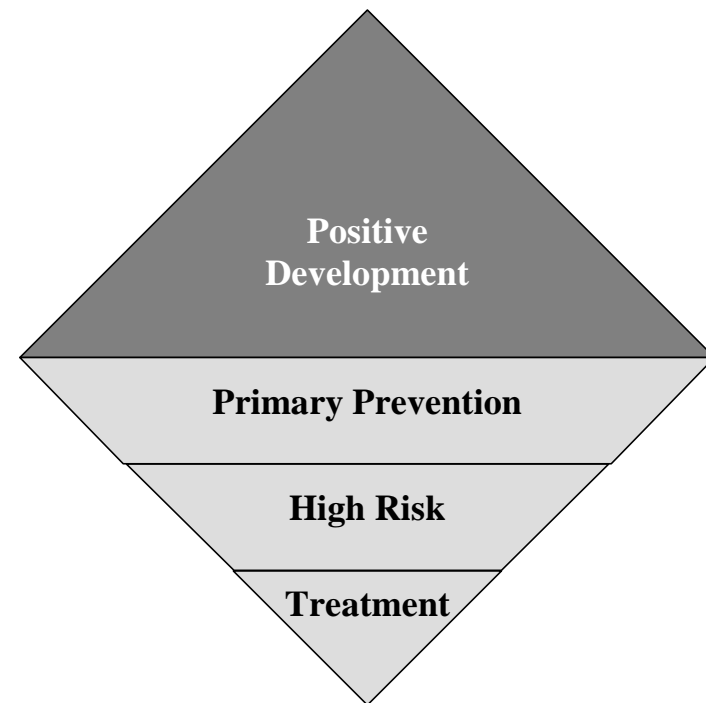 Positive
Development
Primary Prevention
High Risk
Treatment